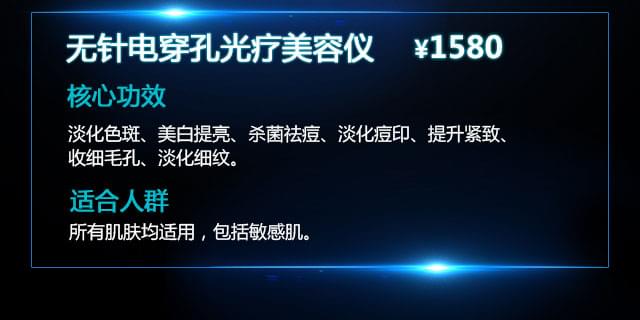 无针电穿孔光疗美容仪 ¥1580
核心功效
淡化色斑、美白提亮、杀菌祛痘、淡化痘印、提升紧致、
收细毛孔、淡化细纹。
适合人群
所有肌肤均适用，包括敏感肌。